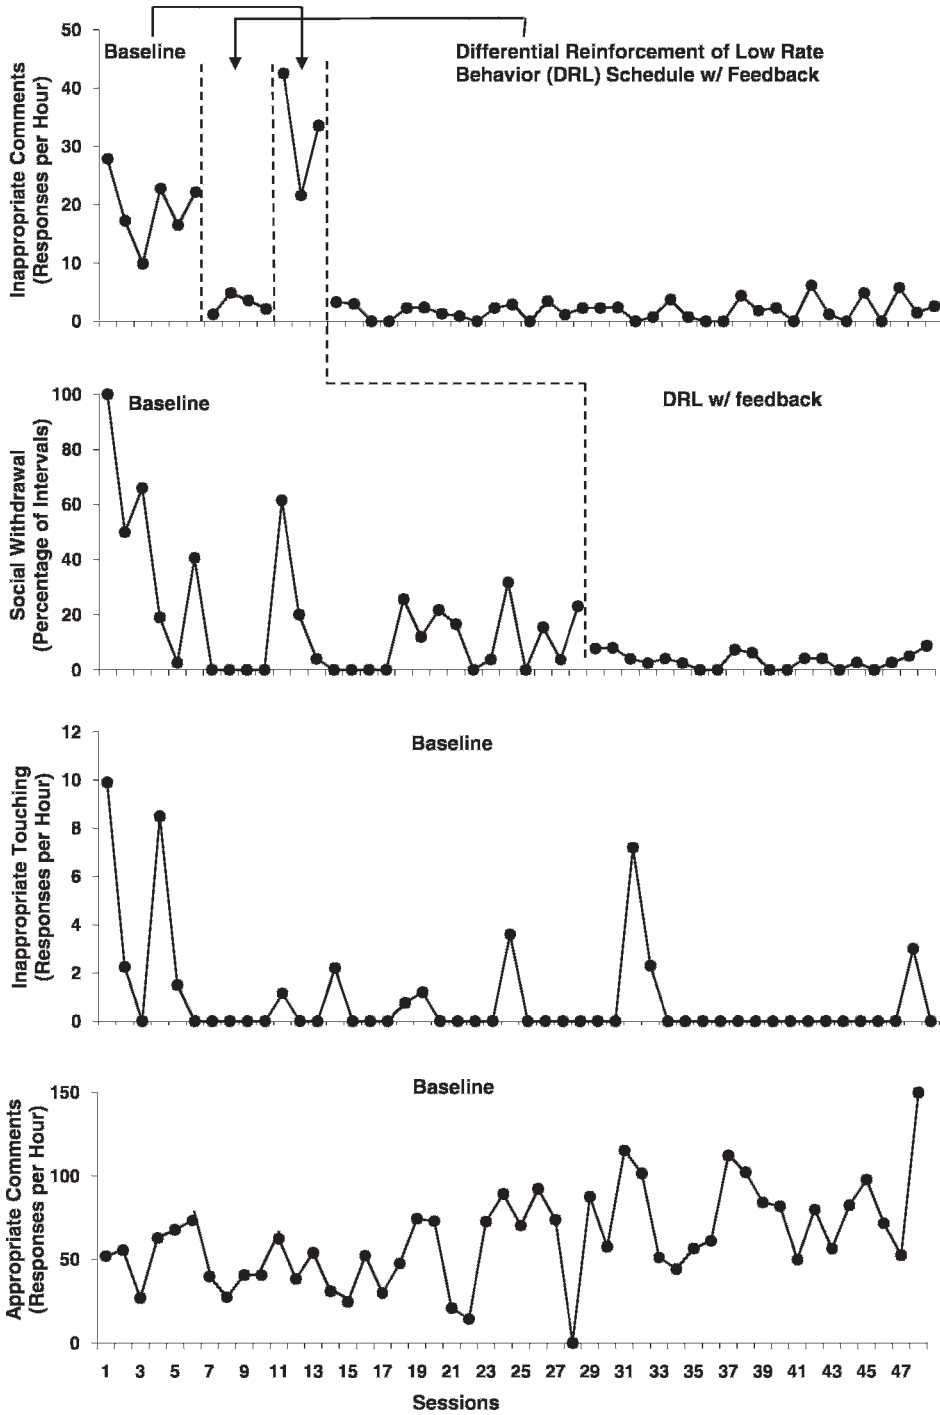 Baseline
Differential Reinforcement of Low Rate
Behavior (DRL) Schedule w/ Feedback
Inappropriate Comments
(Responses per Hour)
50
40
30
20
10
0
Baseline
DRL w/ feedback
Social Withdrawal
(Percentage of Intervals)
100
80
60
40
20
0
Baseline
Inappropriate Touching
(Responses per Hour)
12
10
8
6
4
2
0
Baseline
Appropriate Comments
(Responses per Hour)
150
100
50
0
1 3 5 7 9 11 13 15 17 19 21 23 25 27 29 31 33 35 37 39 41 43 45 47
Sessions